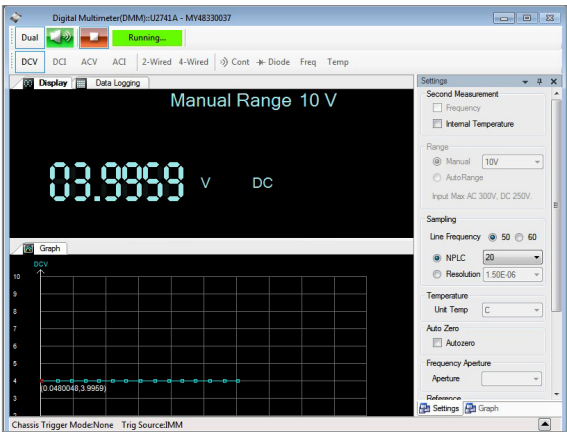 Digital Multimeter(DMM)::U2741A - MY48330037
Dual Running...
DCV DCI ACV ACI 2-Wired 4-Wired Cont Diode Freq Temp
Display Data Logging
Manual Range 10 V
03.9959 V DC
Graph
DCV
10
9
8
7
6
5
4
(0.0480048,3.9959)
3
2
Settings
Second Measurement
Frequency
Internal Temperature
Range
Manual 10V
AutoRange
Input Max AC 300V, DC 250V.
Sampling
Line Frequency 50 60
NPLC 20
Resolution 1.50E-06
Temperature
Unit Temp C
Auto Zero
Autozero
Frequency Aperture
Aperture
Reference
Settings Graph
Chassis Trigger Mode:None Trig Source:IMM